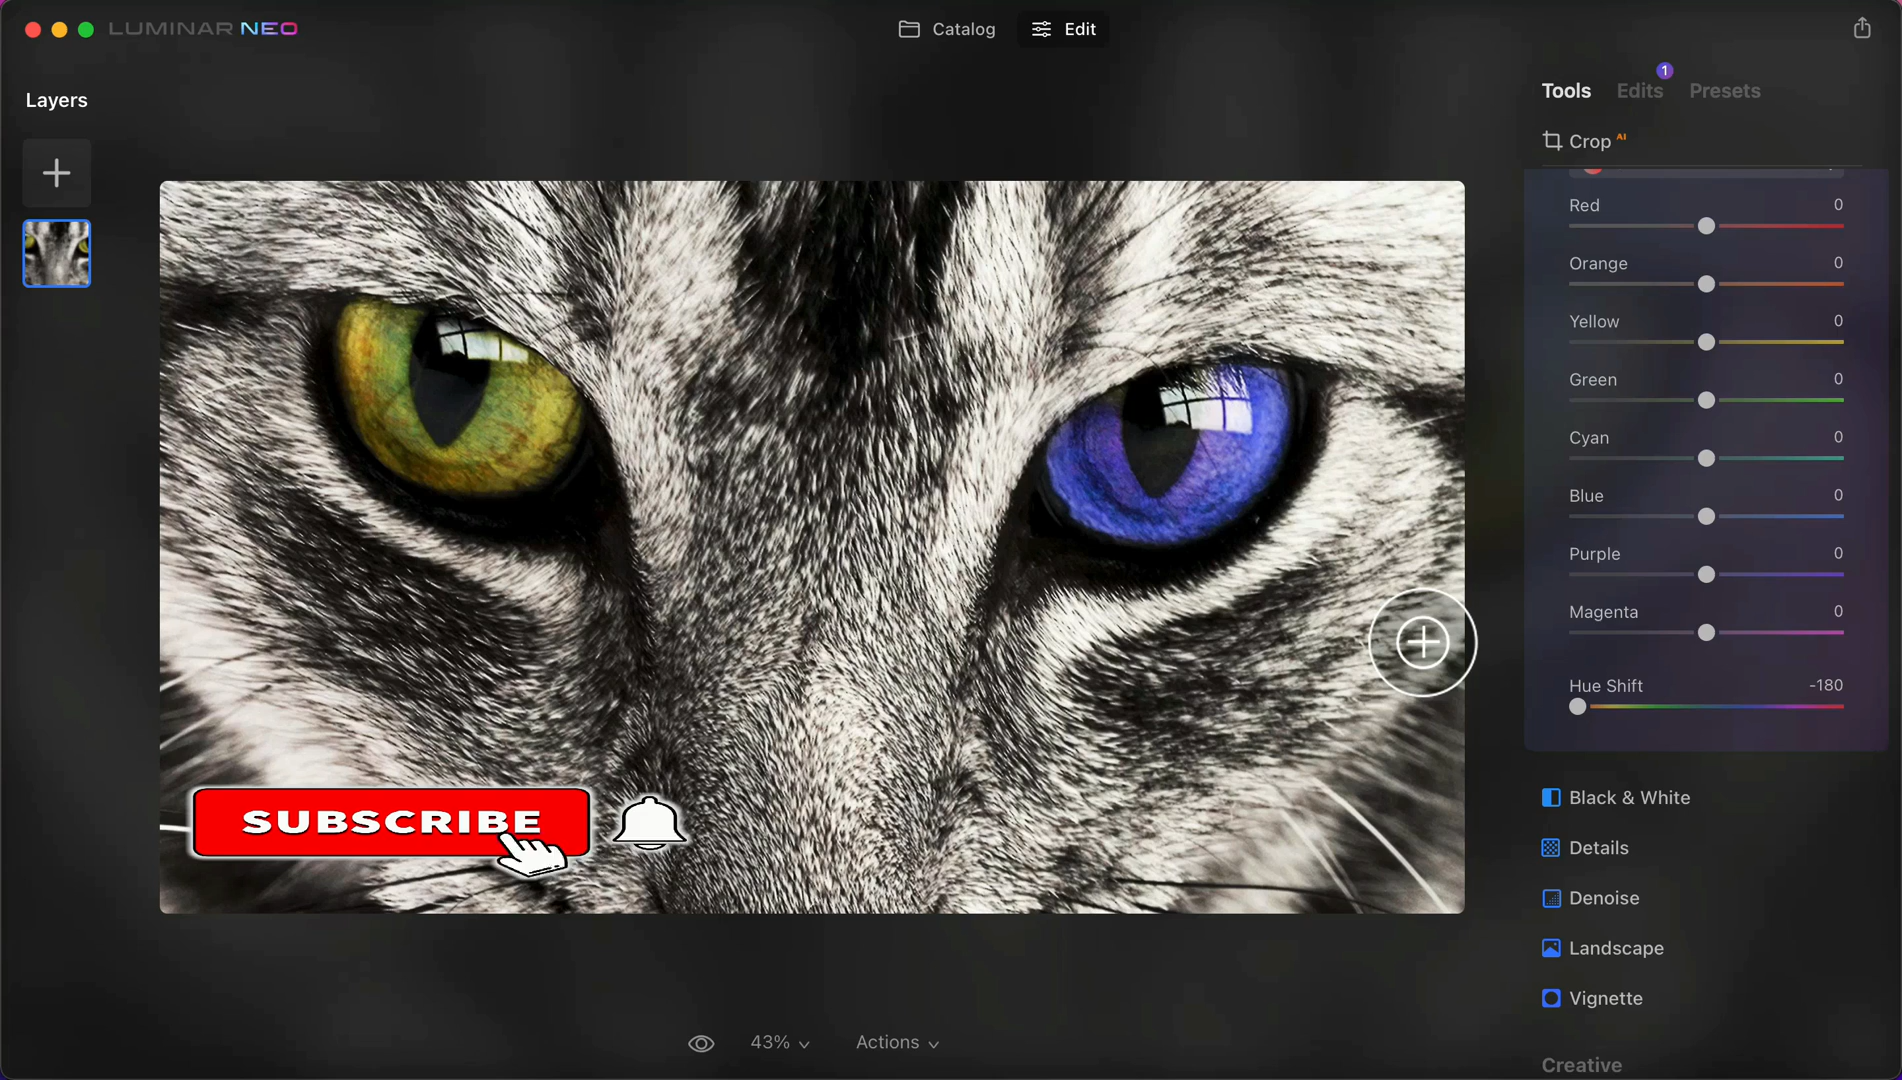 LUMINAR NEO
Catalog
Edit
Layers
Tools
Edits
1
Presets
Crop AI
Red 0
Orange 0
Yellow 0
Green 0
Cyan 0
Blue 0
Purple 0
Magenta 0
Hue Shift -180
Black & White
Details
Denoise
Landscape
Vignette
Creative
SUBSCRIBE
43%
Actions